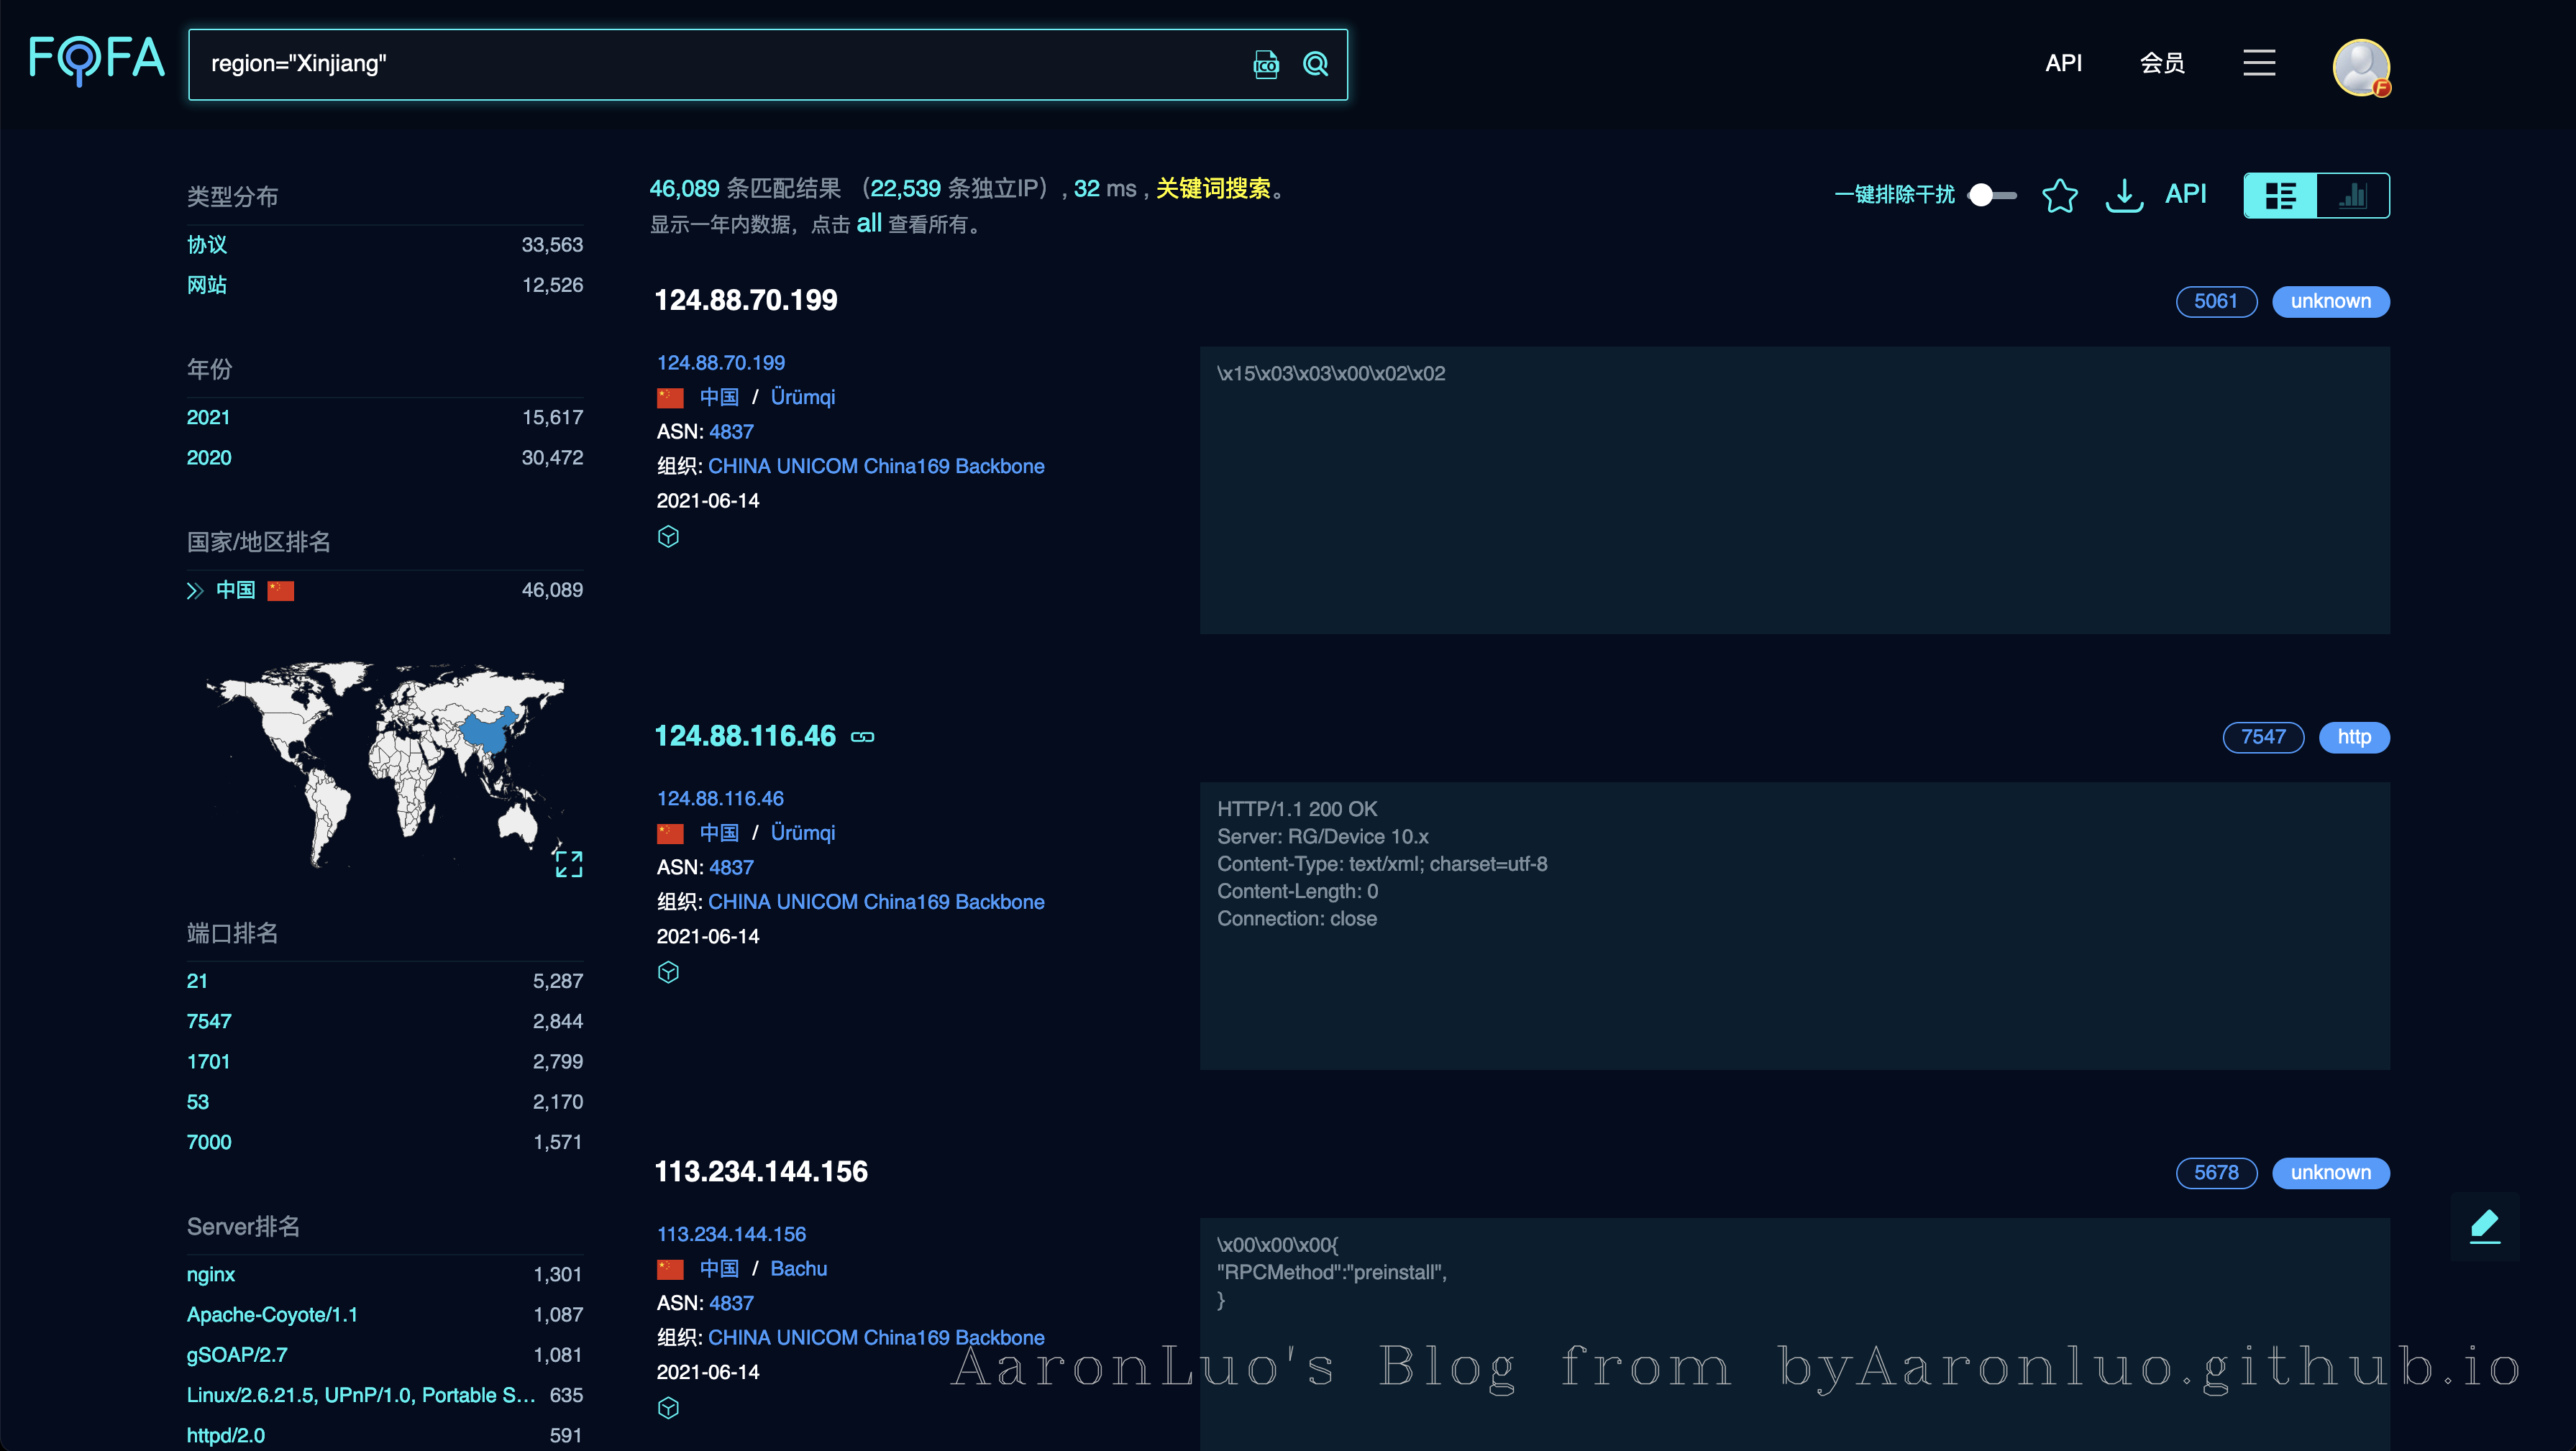 FOFA
region="Xinjiang"
ICO
API
会员
F
类型分布
协议 33,563
网站 12,526
年份
2021 15,617
2020 30,472
国家/地区排名
中国 46,089
端口排名
21 5,287
7547 2,844
1701 2,799
53 2,170
7000 1,571
Server排名
nginx 1,301
Apache-Coyote/1.1 1,087
gSOAP/2.7 1,081
Linux/2.6.21.5, UPnP/1.0, Portable S... 635
httpd/2.0 591
46,089 条匹配结果 （22,539 条独立IP）, 32 ms , 关键词搜索。
显示一年内数据，点击 all 查看所有。
一键排除干扰
API
124.88.70.199
5061 unknown
124.88.70.199
中国 / Ürümqi
ASN: 4837
组织: CHINA UNICOM China169 Backbone
2021-06-14
\x15\x03\x03\x00\x02\x02
124.88.116.46
7547 http
124.88.116.46
中国 / Ürümqi
ASN: 4837
组织: CHINA UNICOM China169 Backbone
2021-06-14
HTTP/1.1 200 OK
Server: RG/Device 10.x
Content-Type: text/xml; charset=utf-8
Content-Length: 0
Connection: close
113.234.144.156
5678 unknown
113.234.144.156
中国 / Bachu
ASN: 4837
组织: CHINA UNICOM China169 Backbone
2021-06-14
\x00\x00\x00{
"RPCMethod":"preinstall",
}
AaronLuo's Blog from byAaronluo.github.io